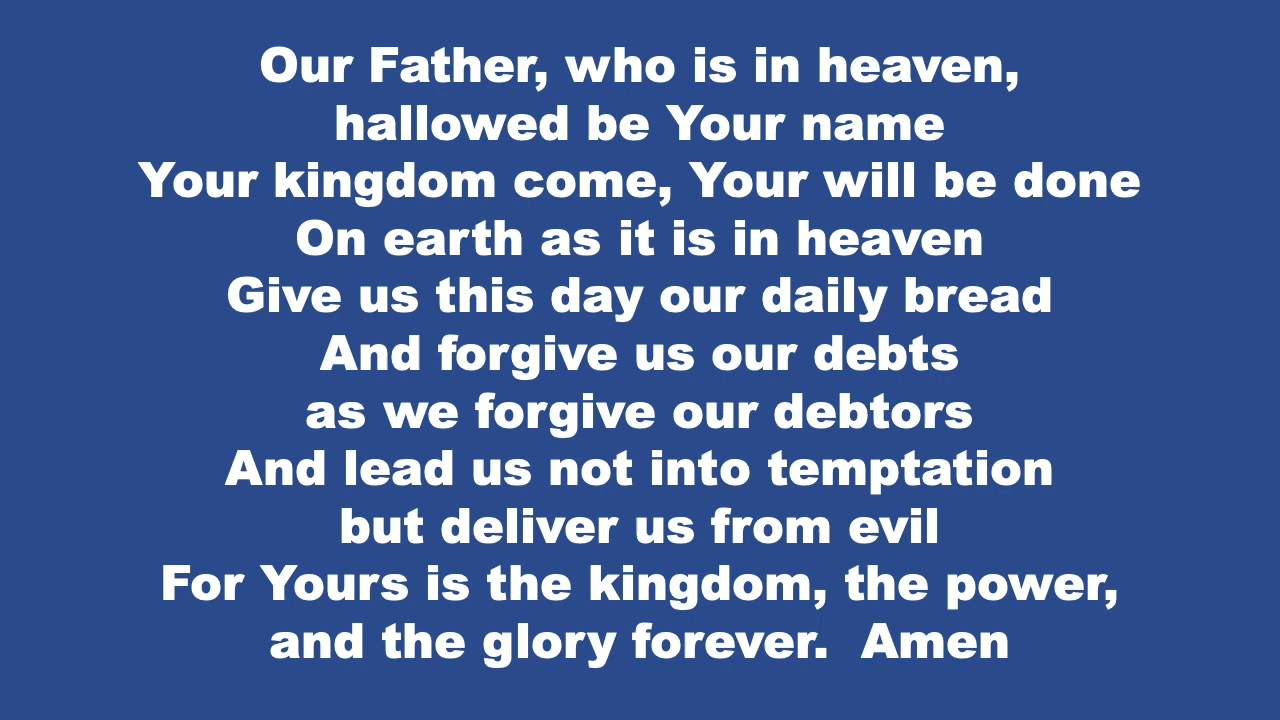 Our Father, who is in heaven,
hallowed be Your name
Your kingdom come, Your will be done
On earth as it is in heaven
Give us this day our daily bread
And forgive us our debts
as we forgive our debtors
And lead us not into temptation
but deliver us from evil
For Yours is the kingdom, the power,
and the glory forever.  Amen